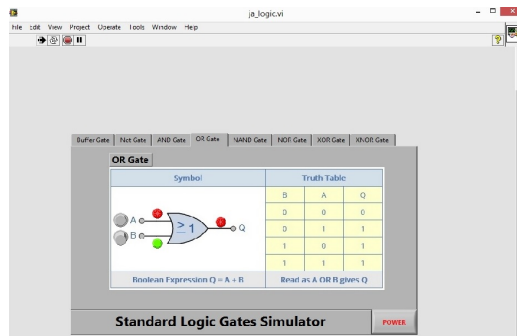 ja_logic.vi
File Edit View Project Operate Tools Window Help
Buffer Gate Not Gate AND Gate OR Gate NAND Gate NOR Gate XOR Gate XNOR Gate
OR Gate
Symbol Truth Table
B A Q
0 0 0
0 1 1
1 0 1
1 1 1
A
B
≥1
Q
Boolean Expression Q = A + B Read as A OR B gives Q
Standard Logic Gates Simulator POWER